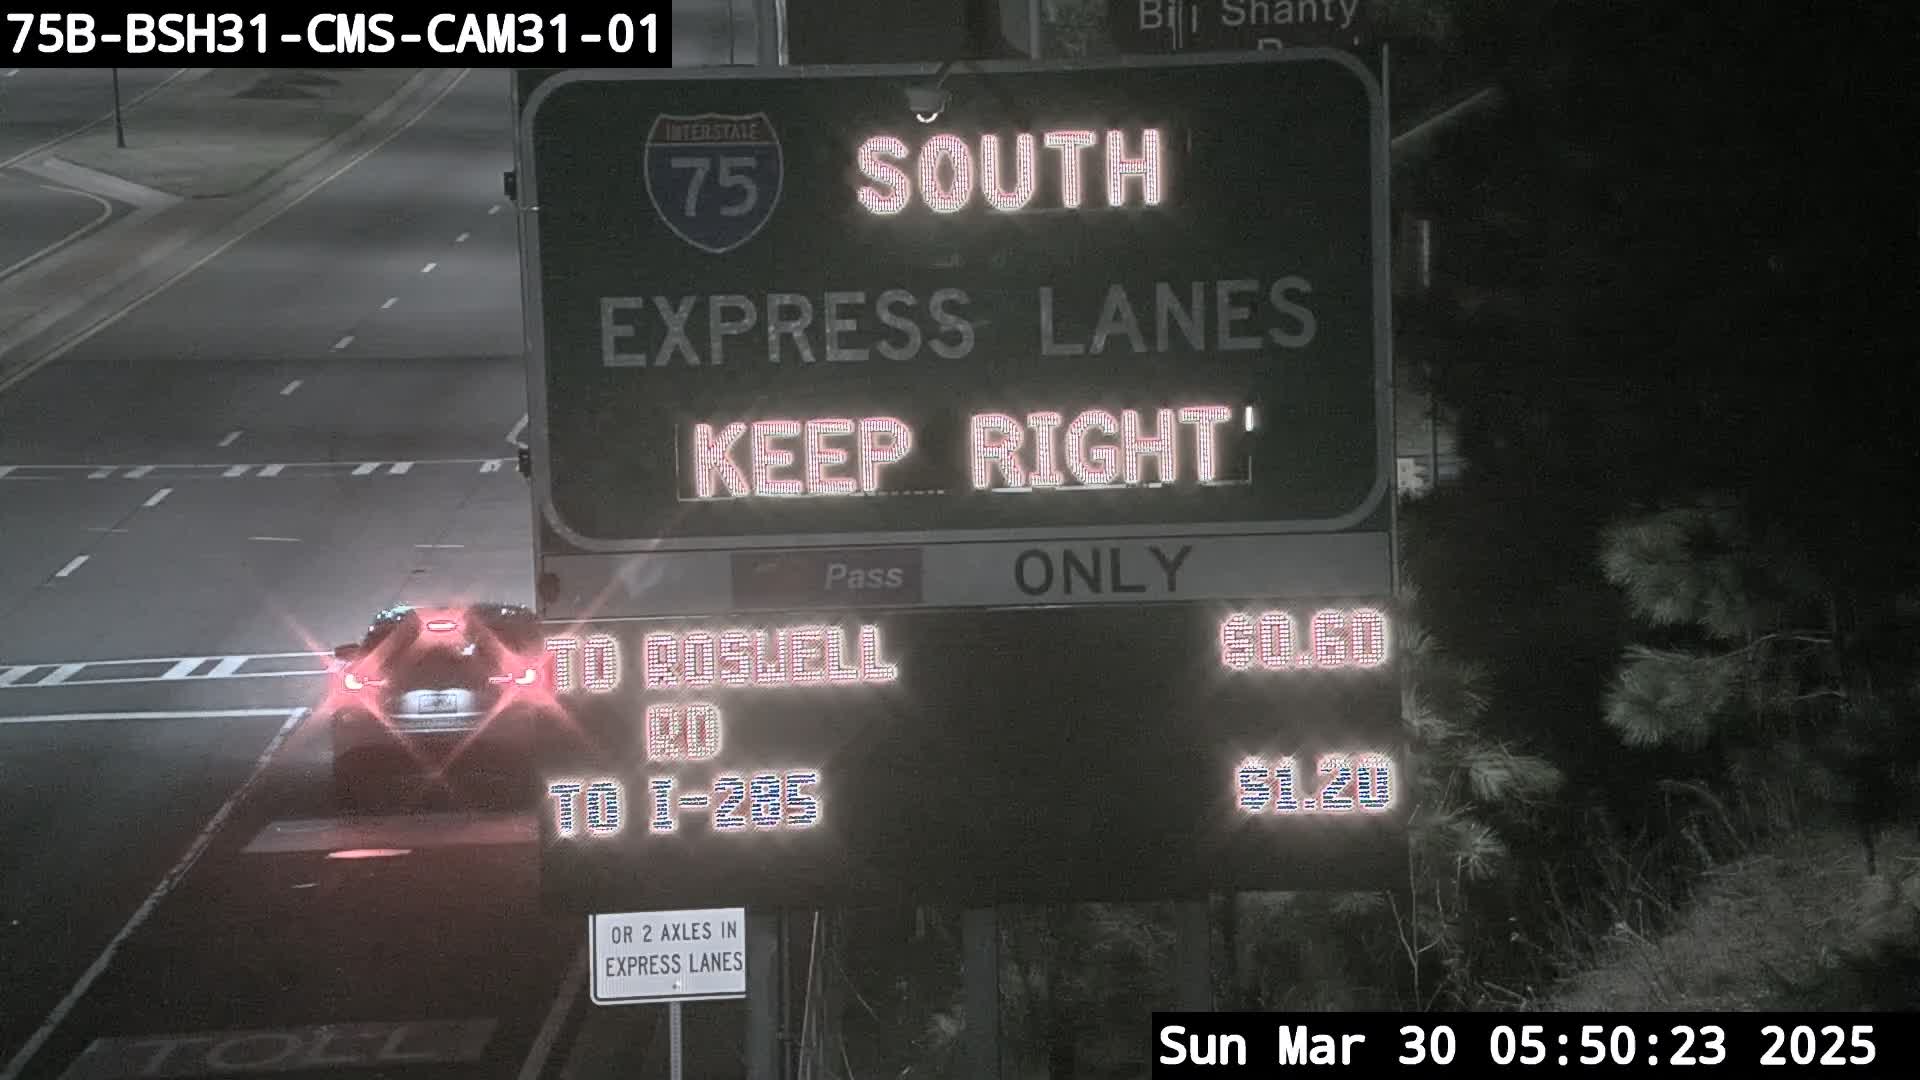 75B-BSH31-CMS-CAM31-01
Bill Shanty
INTERSTATE
75
SOUTH
EXPRESS LANES
KEEP RIGHT
Pass ONLY
TO ROSWELL $0.60
RD
TO I-285 $1.20
OR 2 AXLES IN
EXPRESS LANES
TOLL
Sun Mar 30 05:50:23 2025